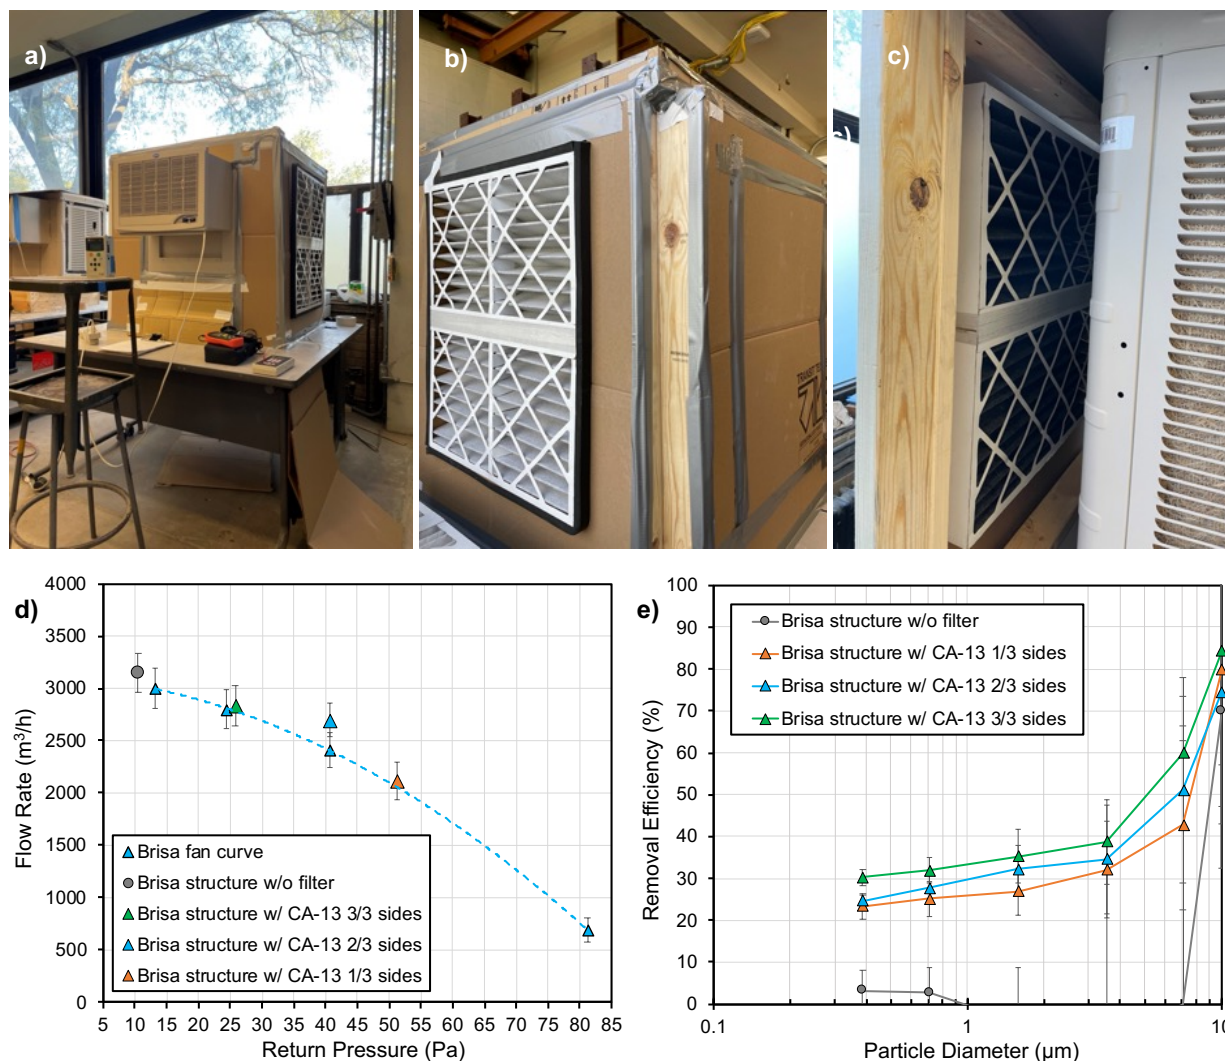 a)
b)
c)
TRANSIT
d)
4000
3500
3000
2500
2000
1500
1000
500
0
Flow Rate (m³/h)
Brisa fan curve
Brisa structure w/o filter
Brisa structure w/ CA-13 3/3 sides
Brisa structure w/ CA-13 2/3 sides
Brisa structure w/ CA-13 1/3 sides
5 10 15 20 25 30 35 40 45 50 55 60 65 70 75 80 85
Return Pressure (Pa)
e)
100
90
80
70
60
50
40
30
20
10
0
Removal Efficiency (%)
Brisa structure w/o filter
Brisa structure w/ CA-13 1/3 sides
Brisa structure w/ CA-13 2/3 sides
Brisa structure w/ CA-13 3/3 sides
0.1 1 10
Particle Diameter (µm)